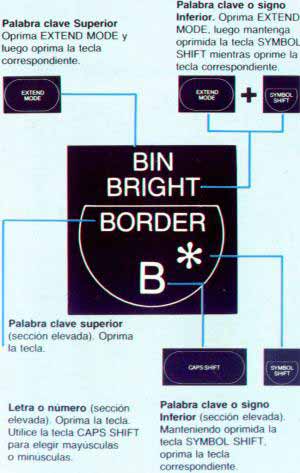 Palabra clave Superior
Oprima EXTEND MODE y
luego oprima la tecla
correspondiente.
EXTEND
MODE
Palabra clave o signo
Inferior. Oprima EXTEND
MODE, luego mantenga
oprimida la tecla SYMBOL
SHIFT mientras oprime la
tecla correspondiente.
EXTEND
MODE
+
SYMBOL
SHIFT
BIN
BRIGHT
BORDER
B *
Palabra clave superior
(sección elevada). Oprima
la tecla.
CAPS SHIFT
SYMBOL
SHIFT
Letra o número (sección
elevada). Oprima la tecla.
Utilice la tecla CAPS SHIFT
para elegir mayúsculas
o minúsculas.
Palabra clave o signo
Inferior (sección elevada).
Manteniendo oprimida la
tecla SYMBOL SHIFT,
oprima la tecla
correspondiente